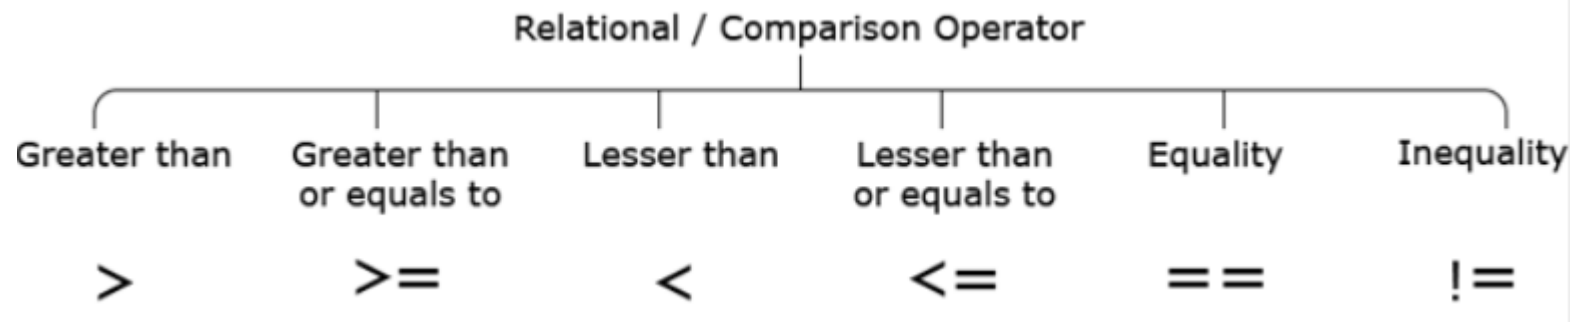 Relational / Comparison Operator
Greater than
Greater than
or equals to
Lesser than
Lesser than
or equals to
Equality
Inequality
>
>=
<
<=
==
!=